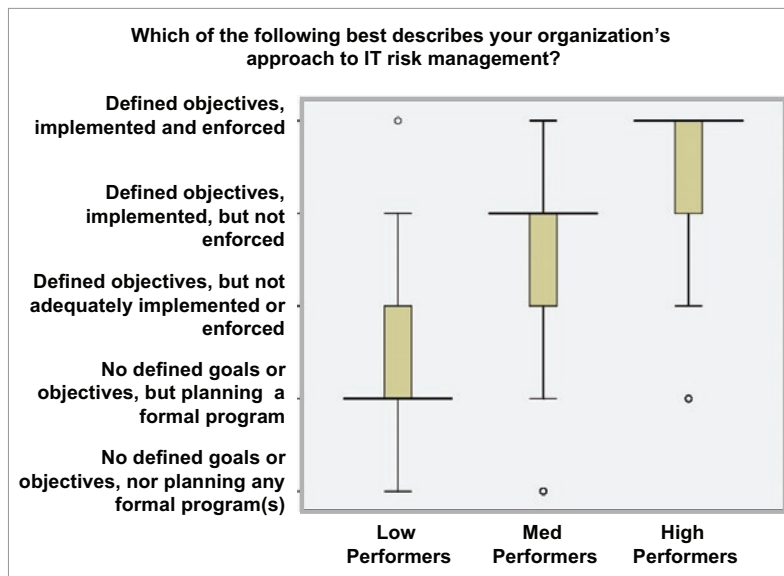 Which of the following best describes your organization’s
approach to IT risk management?
Defined objectives,
implemented and enforced
Defined objectives,
implemented, but not
enforced
Defined objectives, but not
adequately implemented or
enforced
No defined goals or
objectives, but planning a
formal program
No defined goals or
objectives, nor planning any
formal program(s)
Low
Performers
Med
Performers
High
Performers